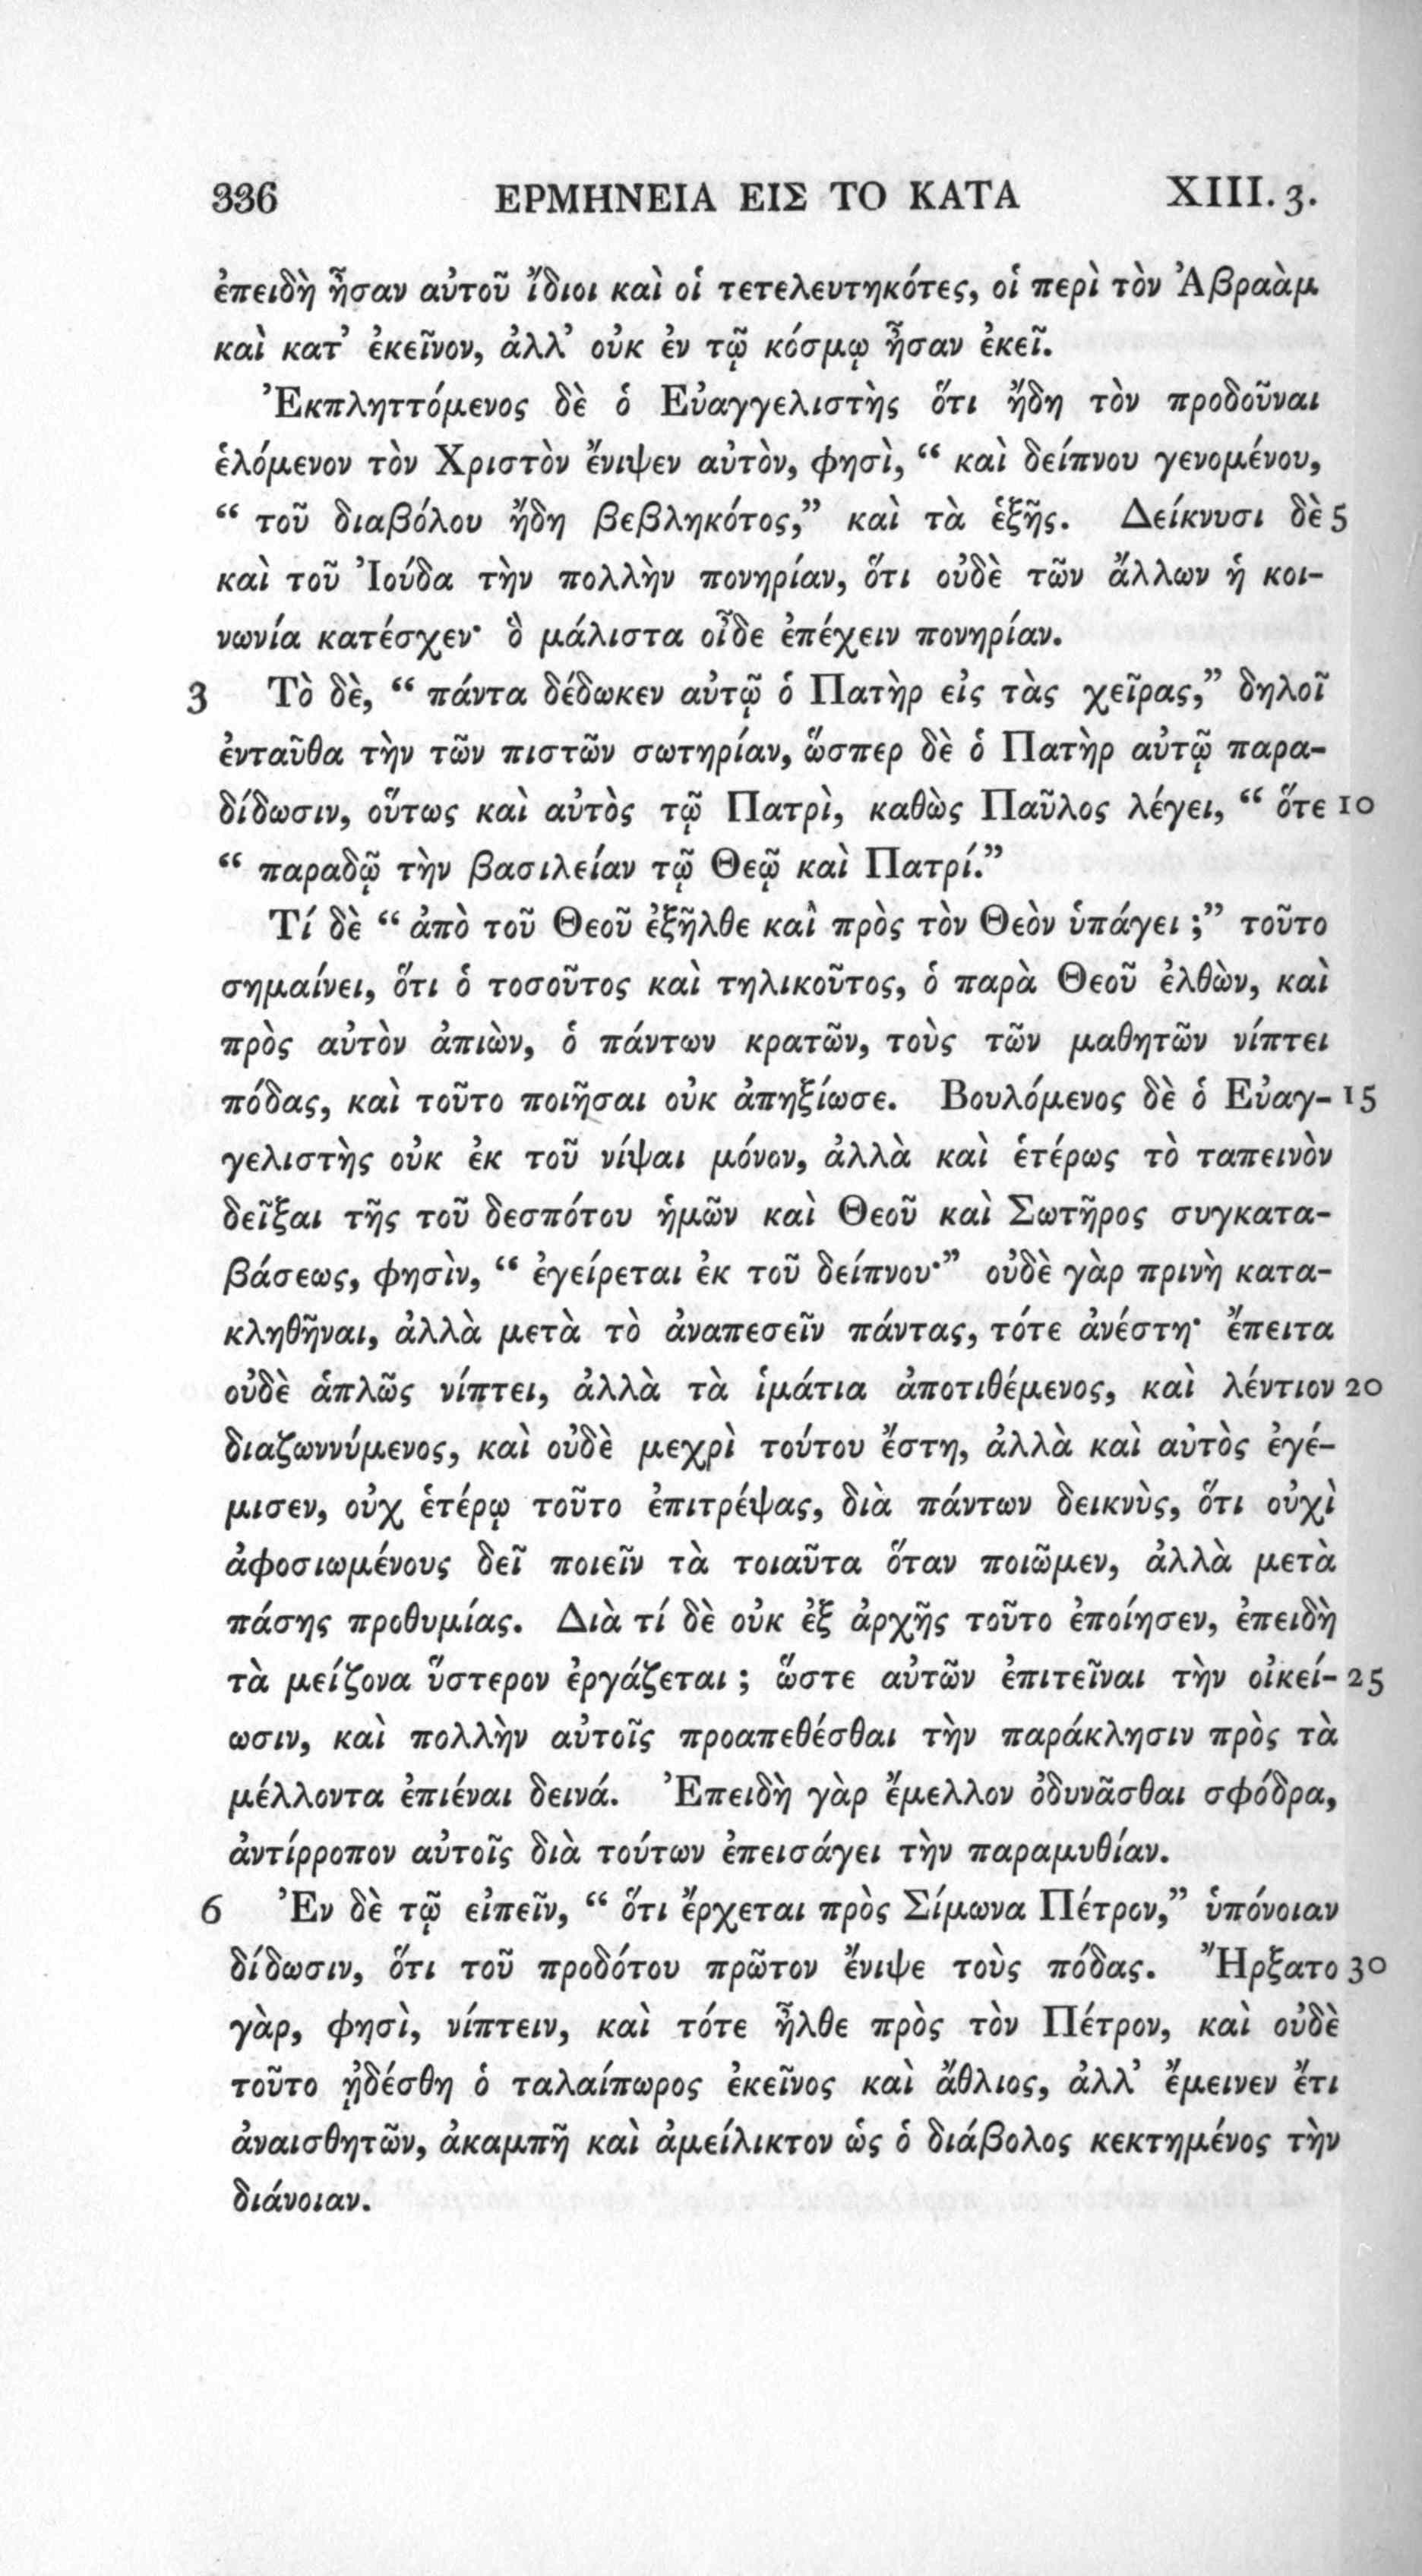 336 ΕΡΜΗΝΕΙΑ ΕΙΣ ΤΟ ΚΑΤΑ XIII. 3.
ἐπειδὴ ἦσαν αὐτοῦ ἴδιοι καὶ οἱ τετελευτηκότες, οἱ περὶ τὸν Ἀβραὰμ
καὶ κατ’ ἐκεῖνον, ἀλλ’ οὐκ ἐν τῷ κόσμῳ ἦσαν ἐκεῖ.
Ἐκπληττόμενος δὲ ὁ Εὐαγγελιστὴς ὅτι ἤδη τὸν προδοῦναι
ἑλόμενον τὸν Χριστὸν ἔνιψεν αὐτὸν, φησὶ, “ καὶ δείπνου γενομένου,
“ τοῦ διαβόλου ἤδη βεβληκότος,” καὶ τὰ ἑξῆς. Δείκνυσι δὲ 5
καὶ τοῦ Ἰούδα τὴν πολλὴν πονηρίαν, ὅτι οὐδὲ τῶν ἄλλων ἡ κοι-
νωνία κατέσχεν· ὃ μάλιστα οἶδε ἐπέχειν πονηρίαν.
3 Τὸ δὲ, “ πάντα δέδωκεν αὐτῷ ὁ Πατὴρ εἰς τὰς χεῖρας,” δηλοῖ
ἐνταῦθα τὴν τῶν πιστῶν σωτηρίαν, ὥσπερ δὲ ὁ Πατὴρ αὐτῷ παρα-
δίδωσιν, οὕτως καὶ αὐτὸς τῷ Πατρὶ, καθὼς Παῦλος λέγει, “ ὅτε 10
“ παραδῷ τὴν βασιλείαν τῷ Θεῷ καὶ Πατρί.”
Τί δὲ “ ἀπὸ τοῦ Θεοῦ ἐξῆλθε καὶ πρὸς τὸν Θεὸν ὑπάγει ;” τοῦτο
σημαίνει, ὅτι ὁ τοσοῦτος καὶ τηλικοῦτος, ὁ παρὰ Θεοῦ ἐλθὼν, καὶ
πρὸς αὐτὸν ἀπιὼν, ὁ πάντων κρατῶν, τοὺς τῶν μαθητῶν νίπτει
πόδας, καὶ τοῦτο ποιῆσαι οὐκ ἀπηξίωσε. Βουλόμενος δὲ ὁ Εὐαγ- 15
γελιστὴς οὐκ ἐκ τοῦ νίψαι μόνον, ἀλλὰ καὶ ἑτέρως τὸ ταπεινὸν
δεῖξαι τῆς τοῦ δεσπότου ἡμῶν καὶ Θεοῦ καὶ Σωτῆρος συγκατα-
βάσεως, φησὶν, “ ἐγείρεται ἐκ τοῦ δείπνου·” οὐδὲ γὰρ πρινὴ κατα-
κληθῆναι, ἀλλὰ μετὰ τὸ ἀναπεσεῖν πάντας, τότε ἀνέστη· ἔπειτα
οὐδὲ ἁπλῶς νίπτει, ἀλλὰ τὰ ἱμάτια ἀποτιθέμενος, καὶ λέντιον 20
διαζωννύμενος, καὶ οὐδὲ μεχρὶ τούτου ἔστη, ἀλλὰ καὶ αὐτὸς ἐγέ-
μισεν, οὐχ ἑτέρῳ τοῦτο ἐπιτρέψας, διὰ πάντων δεικνὺς, ὅτι οὐχὶ
ἀφοσιωμένους δεῖ ποιεῖν τὰ τοιαῦτα ὅταν ποιῶμεν, ἀλλὰ μετὰ
πάσης προθυμίας. Διὰ τί δὲ οὐκ ἐξ ἀρχῆς τοῦτο ἐποίησεν, ἐπειδὴ
τὰ μείζονα ὕστερον ἐργάζεται ; ὥστε αὐτῶν ἐπιτεῖναι τὴν οἰκεί- 25
ωσιν, καὶ πολλὴν αὐτοῖς προαπεθέσθαι τὴν παράκλησιν πρὸς τὰ
μέλλοντα ἐπιέναι δεινά. Ἐπειδὴ γὰρ ἔμελλον ὀδυνᾶσθαι σφόδρα,
ἀντίρροπον αὐτοῖς διὰ τούτων ἐπεισάγει τὴν παραμυθίαν.
6 Ἐν δὲ τῷ εἰπεῖν, “ ὅτι ἔρχεται πρὸς Σίμωνα Πέτρον,” ὑπόνοιαν
δίδωσιν, ὅτι τοῦ προδότου πρῶτον ἔνιψε τοὺς πόδας. Ἤρξατο 30
γὰρ, φησὶ, νίπτειν, καὶ τότε ἦλθε πρὸς τὸν Πέτρον, καὶ οὐδὲ
τοῦτο ᾐδέσθη ὁ ταλαίπωρος ἐκεῖνος καὶ ἄθλιος, ἀλλ’ ἔμεινεν ἔτι
ἀναισθητῶν, ἀκαμπῆ καὶ ἀμείλικτον ὡς ὁ διάβολος κεκτημένος τὴν
διάνοιαν.